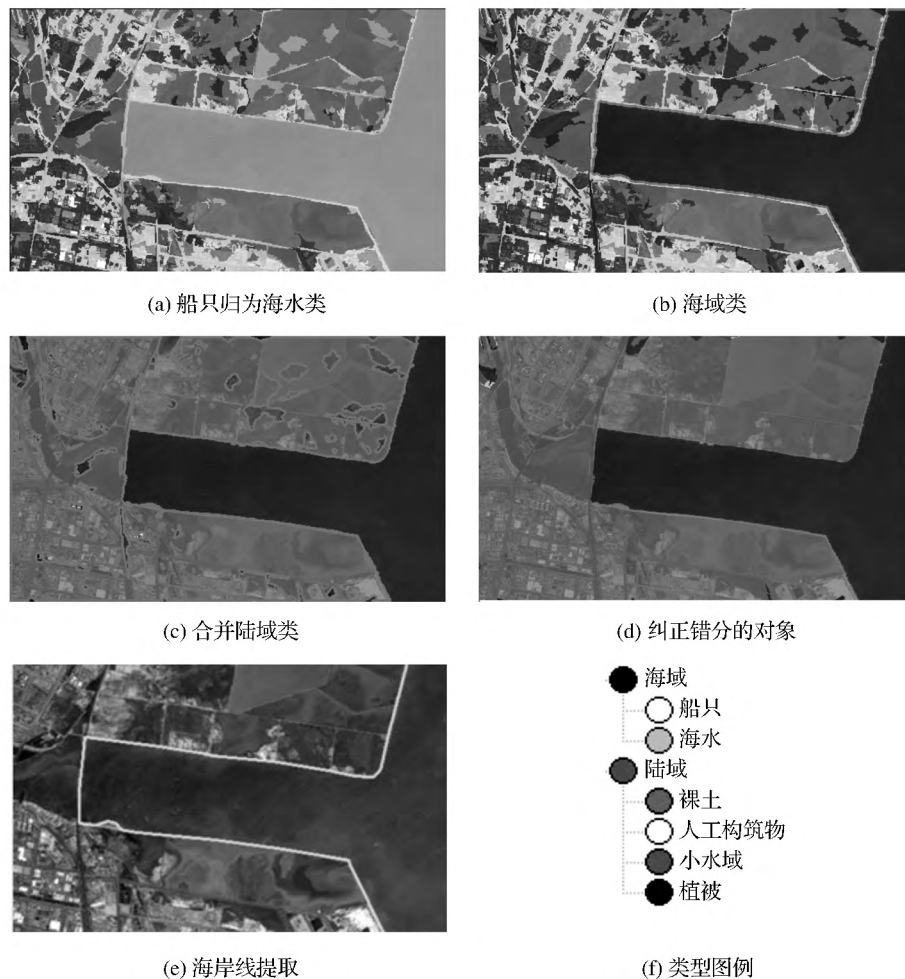 (a) 船只归为海水类
(b) 海域类
(c) 合并陆域类
(d) 纠正错分的对象
海域
船只
海水
陆域
裸土
人工构筑物
小水域
植被
(e) 海岸线提取
(f) 类型图例